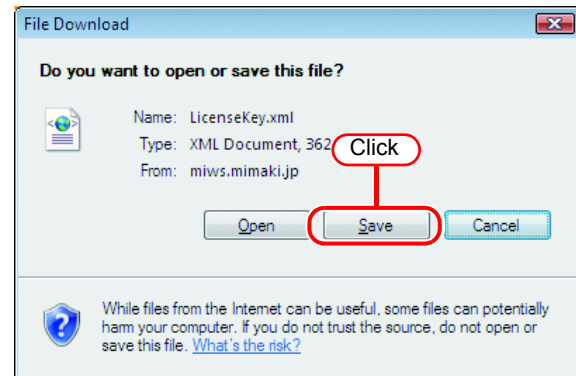 File Download
Do you want to open or save this file?
Name: LicenseKey.xml
Type: XML Document, 362
Click
From: miws.mimaki.jp
Open Save Cancel
While files from the Internet can be useful, some files can potentially
harm your computer. If you do not trust the source, do not open or
save this file. What's the risk?